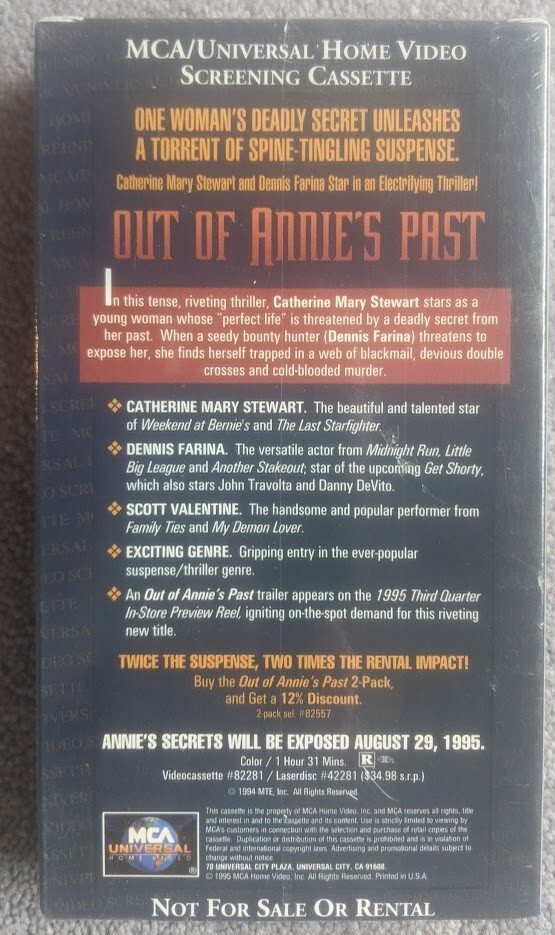 MCA/UNIVERSAL HOME VIDEO
SCREENING CASSETTE
ONE WOMAN'S DEADLY SECRET UNLEASHES
A TORRENT OF SPINE-TINGLING SUSPENSE.
Catherine Mary Stewart and Dennis Farina Star in an Electrifying Thriller!
OUT OF ANNIE'S PAST
In this tense, riveting thriller, Catherine Mary Stewart stars as a
young woman whose "perfect life" is threatened by a deadly secret from
her past. When a seedy bounty hunter (Dennis Farina) threatens to
expose her, she finds herself trapped in a web of blackmail, devious double
crosses and cold-blooded murder.
❖ CATHERINE MARY STEWART. The beautiful and talented star
of Weekend at Bernie's and The Last Starfighter.
❖ DENNIS FARINA. The versatile actor from Midnight Run, Little
Big League and Another Stakeout; star of the upcoming Get Shorty,
which also stars John Travolta and Danny DeVito.
❖ SCOTT VALENTINE. The handsome and popular performer from
Family Ties and My Demon Lover.
❖ EXCITING GENRE. Gripping entry in the ever-popular
suspense/thriller genre.
❖ An Out of Annie's Past trailer appears on the 1995 Third Quarter
In-Store Preview Reel, igniting on-the-spot demand for this riveting
new title.
TWICE THE SUSPENSE, TWO TIMES THE RENTAL IMPACT!
Buy the Out of Annie's Past 2-Pack,
and Get a 12% Discount.
2-pack sel. #82557
ANNIE'S SECRETS WILL BE EXPOSED AUGUST 29, 1995.
Color / 1 Hour 31 Mins. R
Videocassette #82281 / Laserdisc #42281 ($34.98 s.r.p.)
© 1994 MTE, Inc. All Rights Reserved.
MCA
UNIVERSAL
HOME VIDEO
®
This cassette is the property of MCA Home Video, Inc. and MCA reserves all rights, title
and interest in and to the cassette and its content. Use is strictly limited to viewing by
MCA's customers in connection with the selection and purchase of retail copies of the
cassette. Duplication or distribution of this cassette is prohibited and is in violation of
Federal and international copyright laws. Advertising and promotional details subject to
change without notice.
70 UNIVERSAL CITY PLAZA, UNIVERSAL CITY, CA 91608.
© 1995 MCA Home Video, Inc. All Rights Reserved. Printed in U.S.A.
NOT FOR SALE OR RENTAL